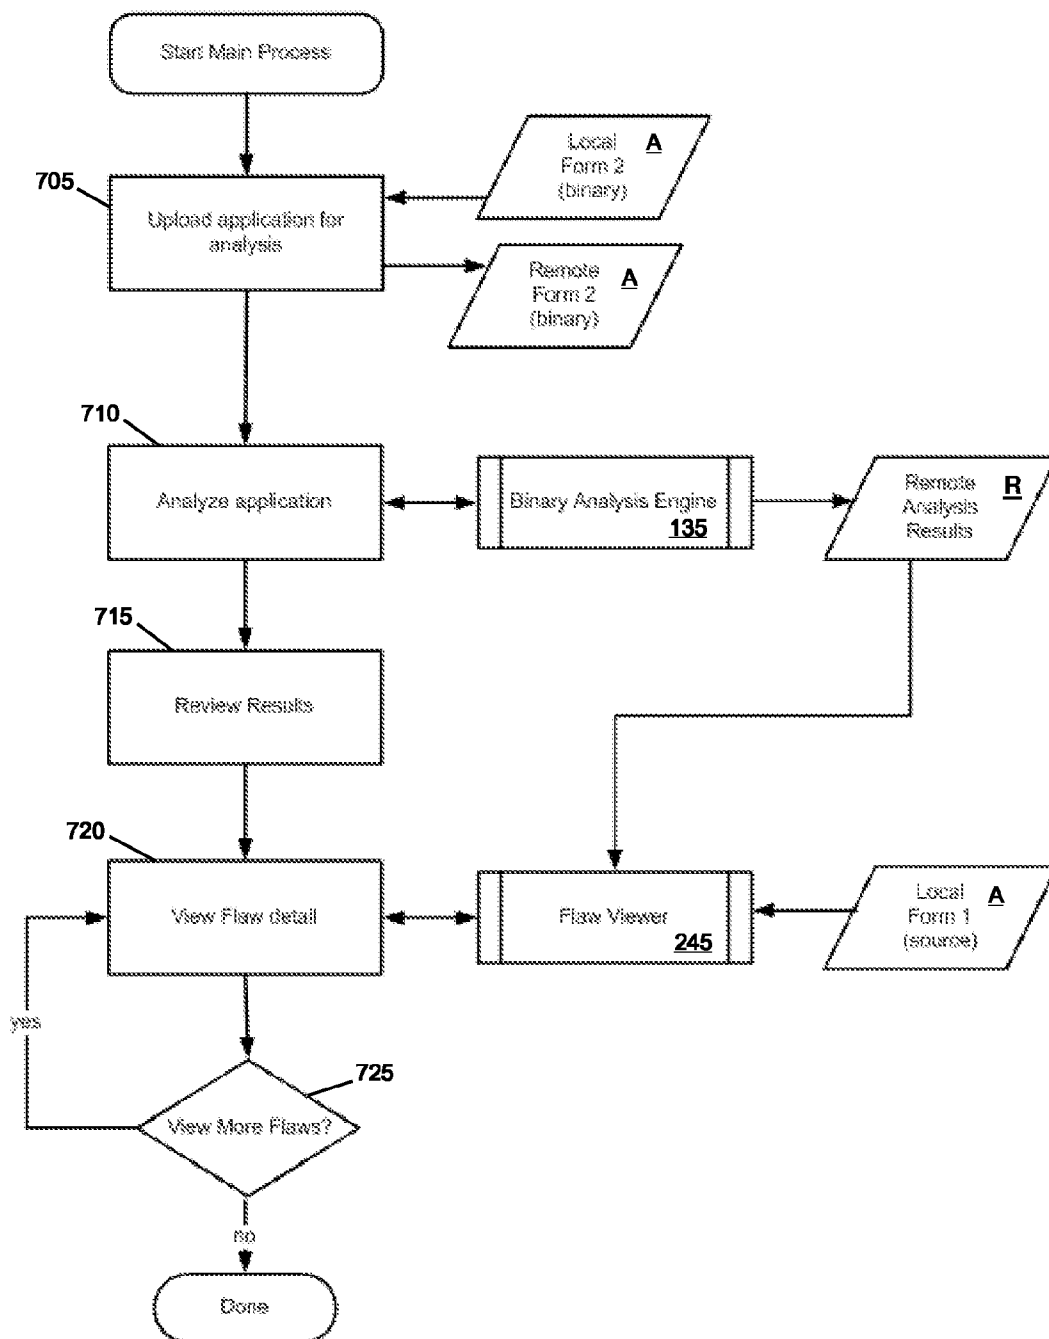 Start Main Process
705
Upload application for
analysis
Local
Form 2
(binary)
A
Remote
Form 2
(binary)
A
710
Analyze application
Binary Analysis Engine
135
Remote
Analysis
Results
R
715
Review Results
720
View Flaw detail
Flaw Viewer
245
Local
Form 1
(source)
A
yes
725
View More Flaws?
no
Done